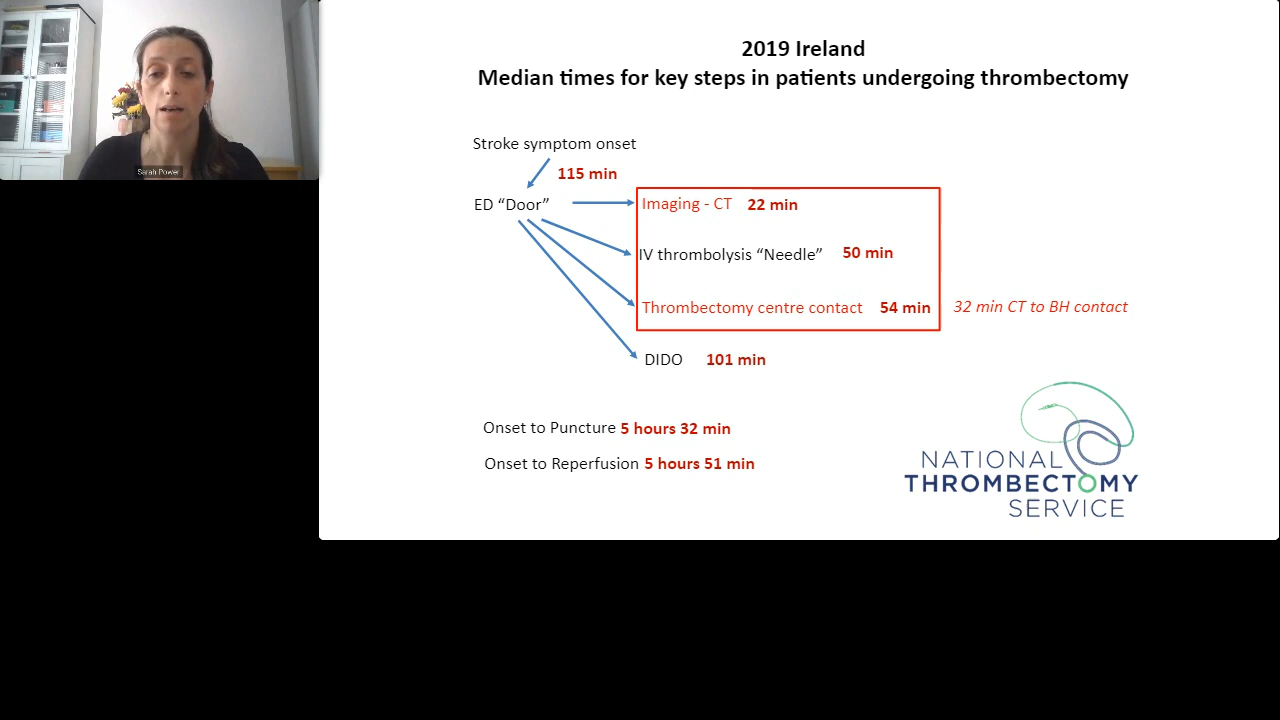 Sarah Power
2019 Ireland
Median times for key steps in patients undergoing thrombectomy
Stroke symptom onset
115 min
ED “Door”
Imaging - CT 22 min
IV thrombolysis “Needle” 50 min
Thrombectomy centre contact 54 min
32 min CT to BH contact
DIDO 101 min
Onset to Puncture 5 hours 32 min
Onset to Reperfusion 5 hours 51 min
NATIONAL
THROMBECTOMY
SERVICE